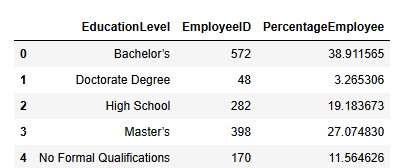 EducationLevel EmployeeID PercentageEmployee
0 Bachelor’s 572 38.911565
1 Doctorate Degree 48 3.265306
2 High School 282 19.183673
3 Master’s 398 27.074830
4 No Formal Qualifications 170 11.564626